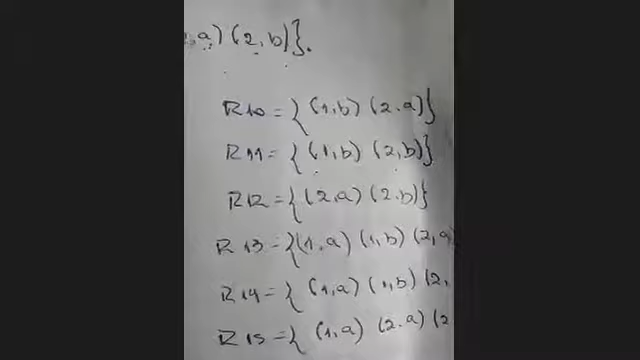 ,a) (2,b)}.
R10 = { (1,b) (2.a)}
R11 = { (1,b) (2,b)}
R12 = { (2,a) (2.b)}
R13 = {(1,a) (1,b) (2,a)
R14 = { (1,a) (1,b) (2,
R15 = { (1,a) (2.a) (2